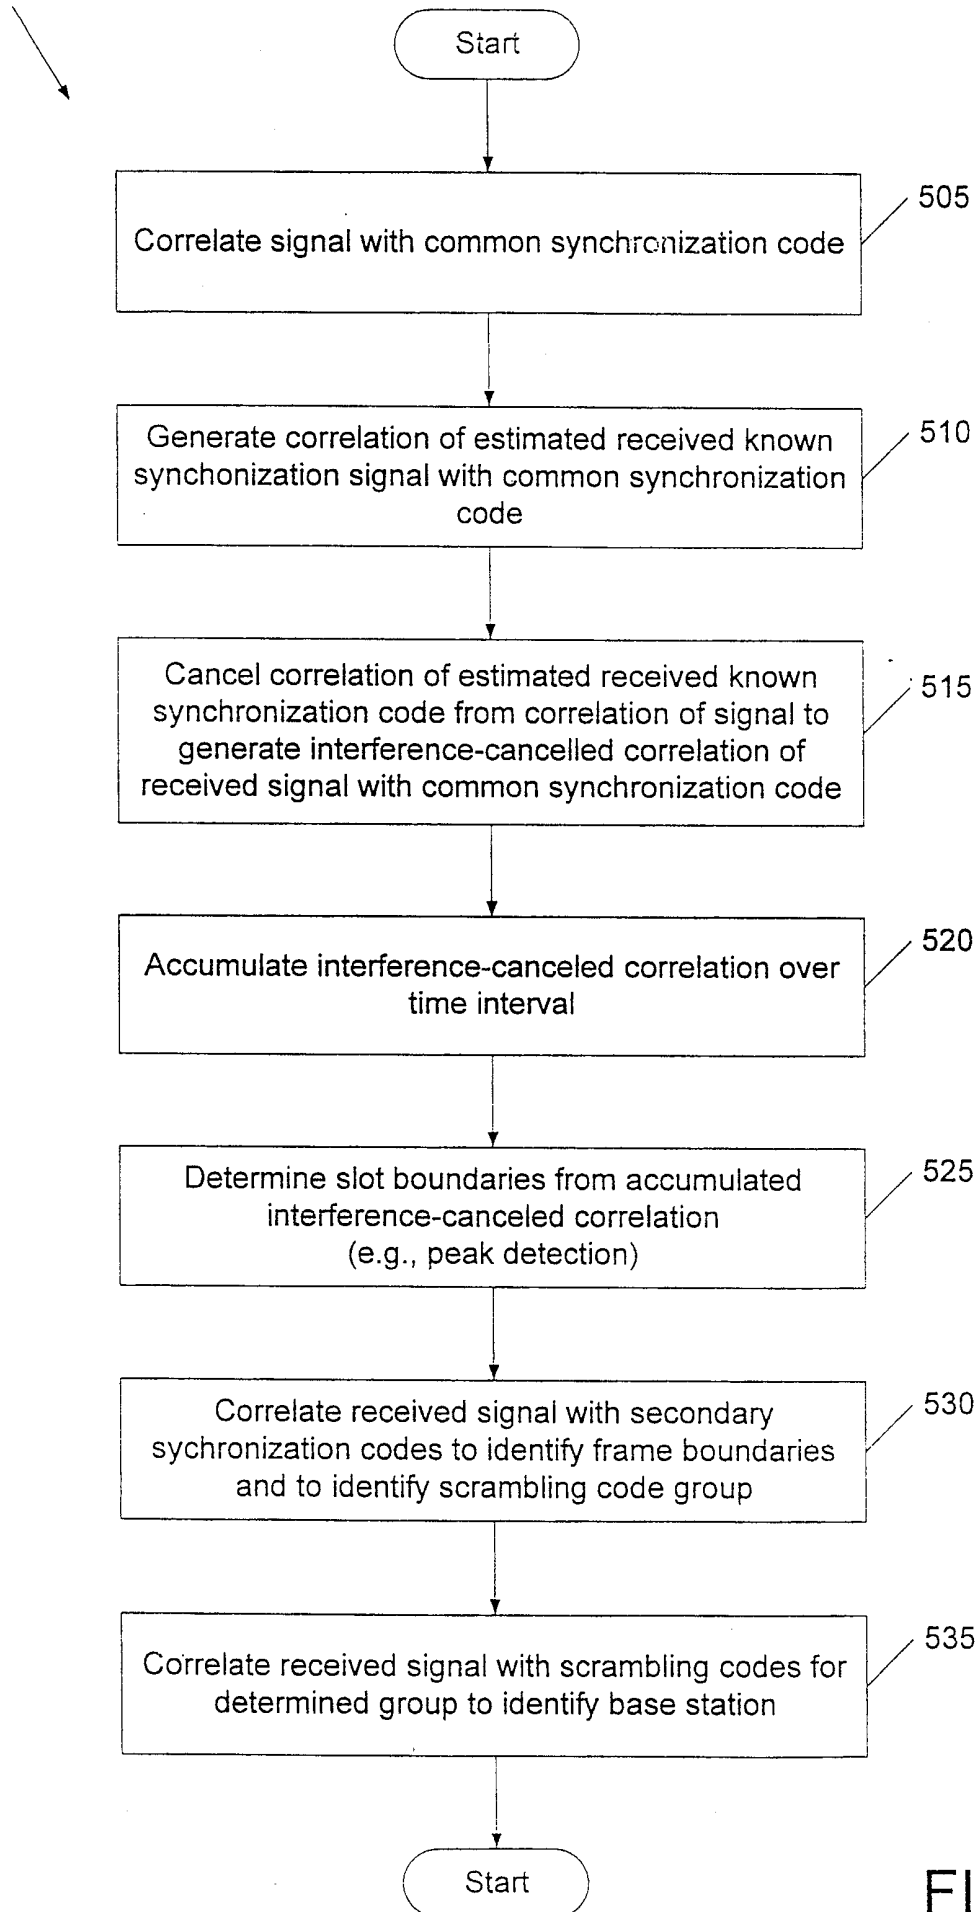 Start
505
Correlate signal with common synchronization code
510
Generate correlation of estimated received known
synchonization signal with common synchronization
code
Cancel correlation of estimated received known
515
synchronization code from correlation of signal to
generate interference-cancelled correlation of
received signal with common synchronization code
520
Accumulate interference-canceled correlation over
time interval
525
Determine slot boundaries from accumulated
interference-canceled correlation
(e.g., peak detection)
530
Correlate received signal with secondary
sychronization codes to identify frame boundaries
and to identify scrambling code group
535
Correlate received signal with scrambling codes for
determined group to identify base station
Start